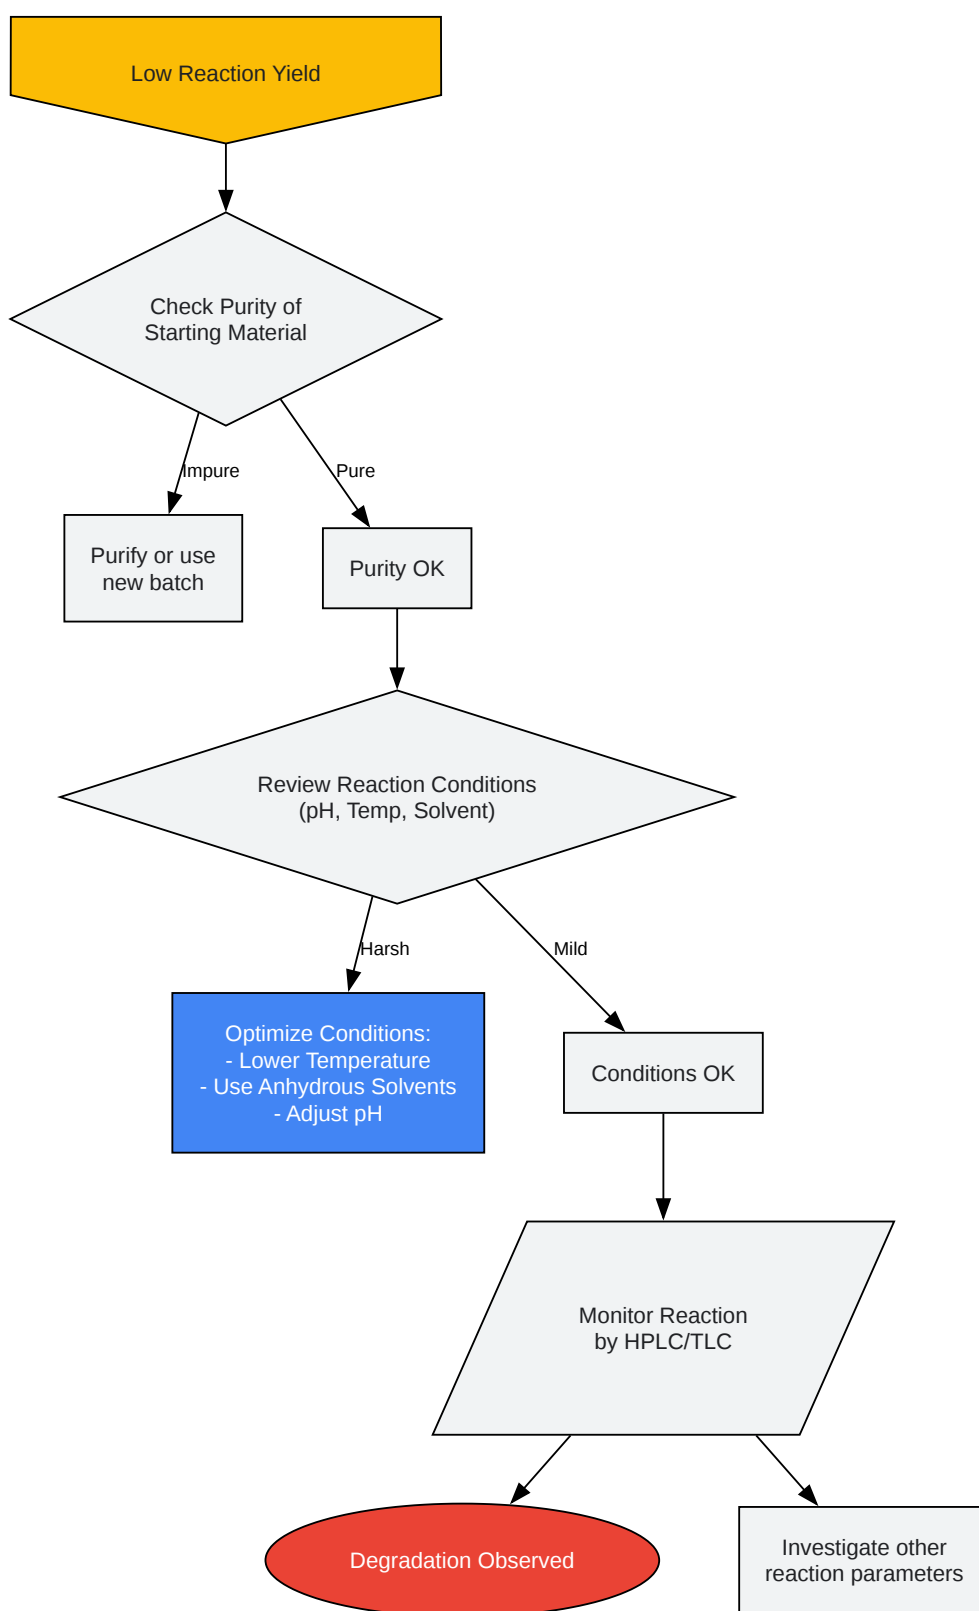 Low Reaction Yield
Check Purity of
Starting Material
Impure
Pure
Purify or use
new batch
Purity OK
Review Reaction Conditions
(pH, Temp, Solvent)
Harsh
Mild
Optimize Conditions:
- Lower Temperature
- Use Anhydrous Solvents
- Adjust pH
Conditions OK
Monitor Reaction
by HPLC/TLC
Degradation Observed
Investigate other
reaction parameters